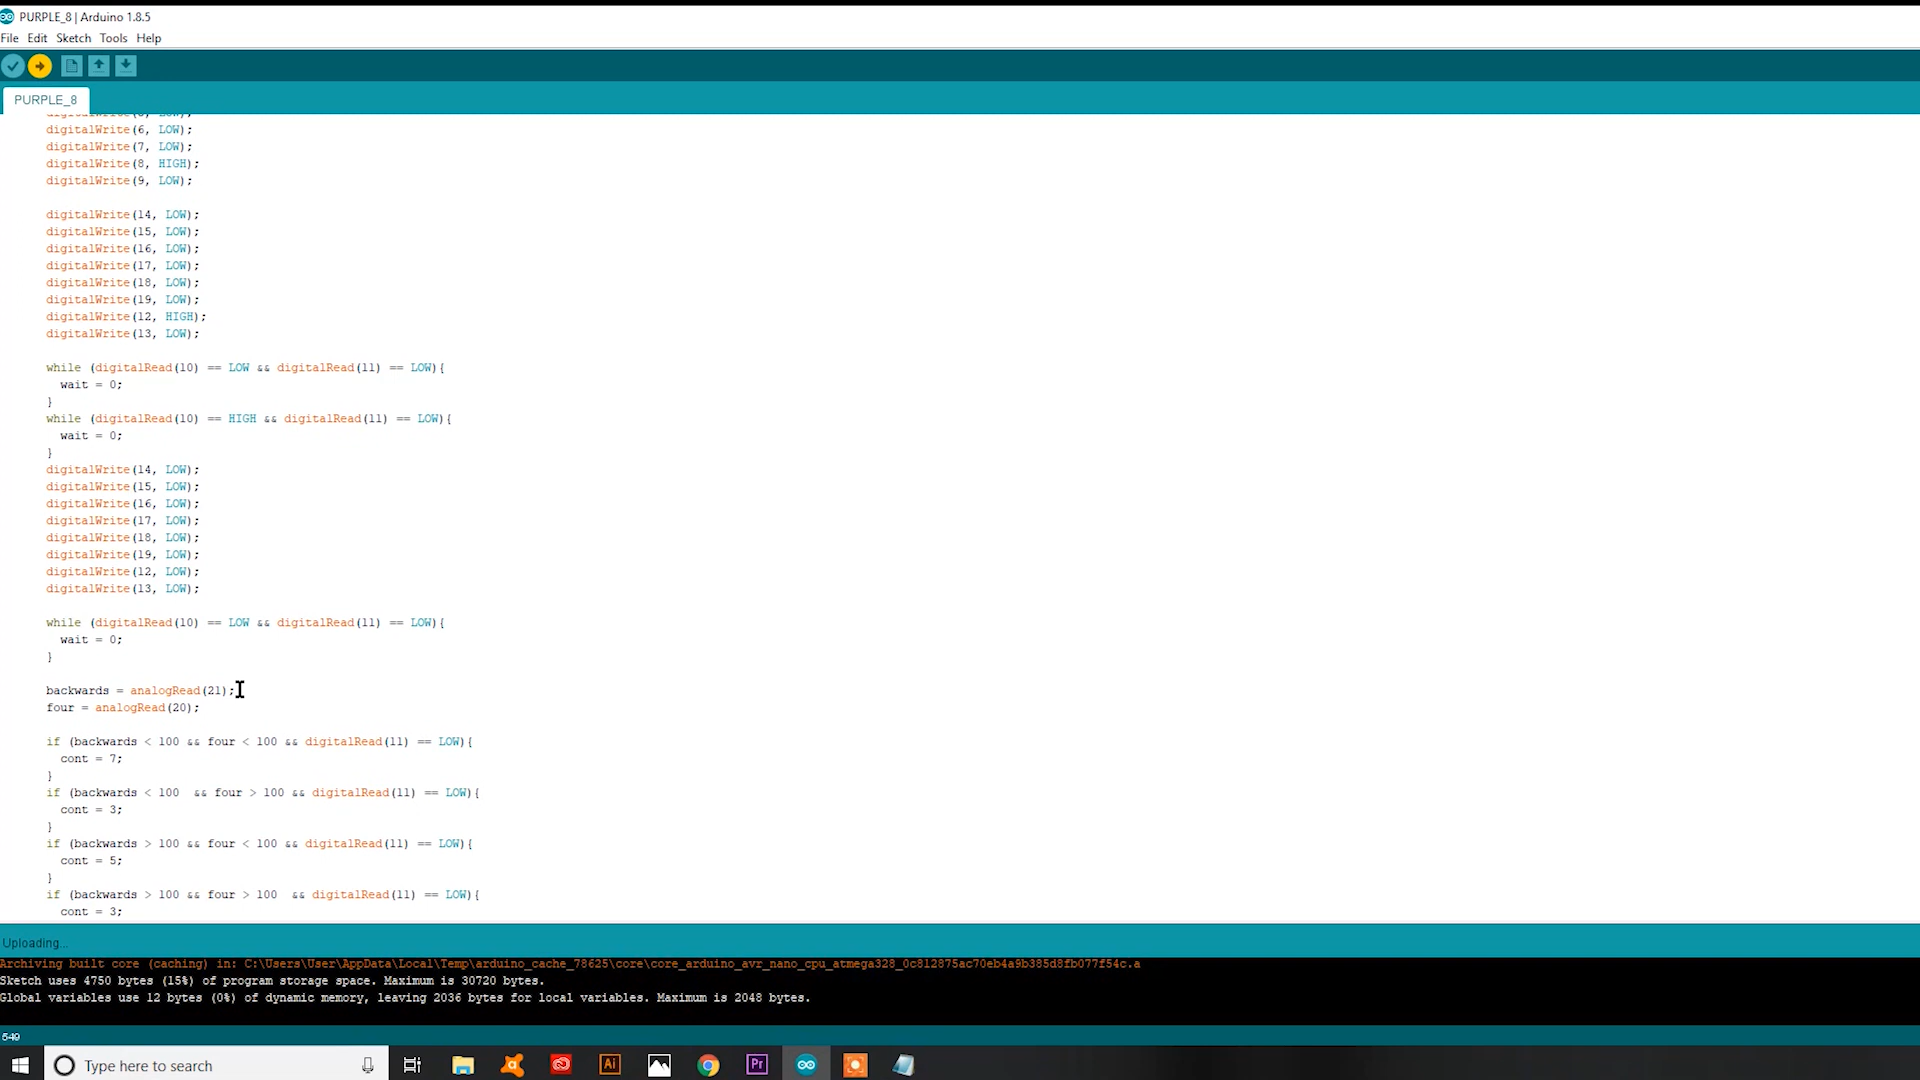 PURPLE_8 | Arduino 1.8.5
File Edit Sketch Tools Help
PURPLE_8
digitalWrite(6, LOW);
digitalWrite(7, LOW);
digitalWrite(8, HIGH);
digitalWrite(9, LOW);
digitalWrite(14, LOW);
digitalWrite(15, LOW);
digitalWrite(16, LOW);
digitalWrite(17, LOW);
digitalWrite(18, LOW);
digitalWrite(19, LOW);
digitalWrite(12, HIGH);
digitalWrite(13, LOW);
while (digitalRead(10) == LOW && digitalRead(11) == LOW){
wait = 0;
}
while (digitalRead(10) == HIGH && digitalRead(11) == LOW){
wait = 0;
}
digitalWrite(14, LOW);
digitalWrite(15, LOW);
digitalWrite(16, LOW);
digitalWrite(17, LOW);
digitalWrite(18, LOW);
digitalWrite(19, LOW);
digitalWrite(12, LOW);
digitalWrite(13, LOW);
while (digitalRead(10) == LOW && digitalRead(11) == LOW){
wait = 0;
}
backwards = analogRead(21);
four = analogRead(20);
if (backwards < 100 && four < 100 && digitalRead(11) == LOW){
cont = 7;
}
if (backwards < 100  && four > 100 && digitalRead(11) == LOW){
cont = 3;
}
if (backwards > 100 && four < 100 && digitalRead(11) == LOW){
cont = 5;
}
if (backwards > 100 && four > 100  && digitalRead(11) == LOW){
cont = 3;
Uploading...
Archiving built core (caching) in: C:\Users\User\AppData\Local\Temp\arduino_cache_78625\core\core_arduino_avr_nano_cpu_atmega328_0c812875ac70eb4a9b385d8fb077f54c.a
Sketch uses 4750 bytes (15%) of program storage space. Maximum is 30720 bytes.
Global variables use 12 bytes (0%) of dynamic memory, leaving 2036 bytes for local variables. Maximum is 2048 bytes.
549
Type here to search
Ai
Pr